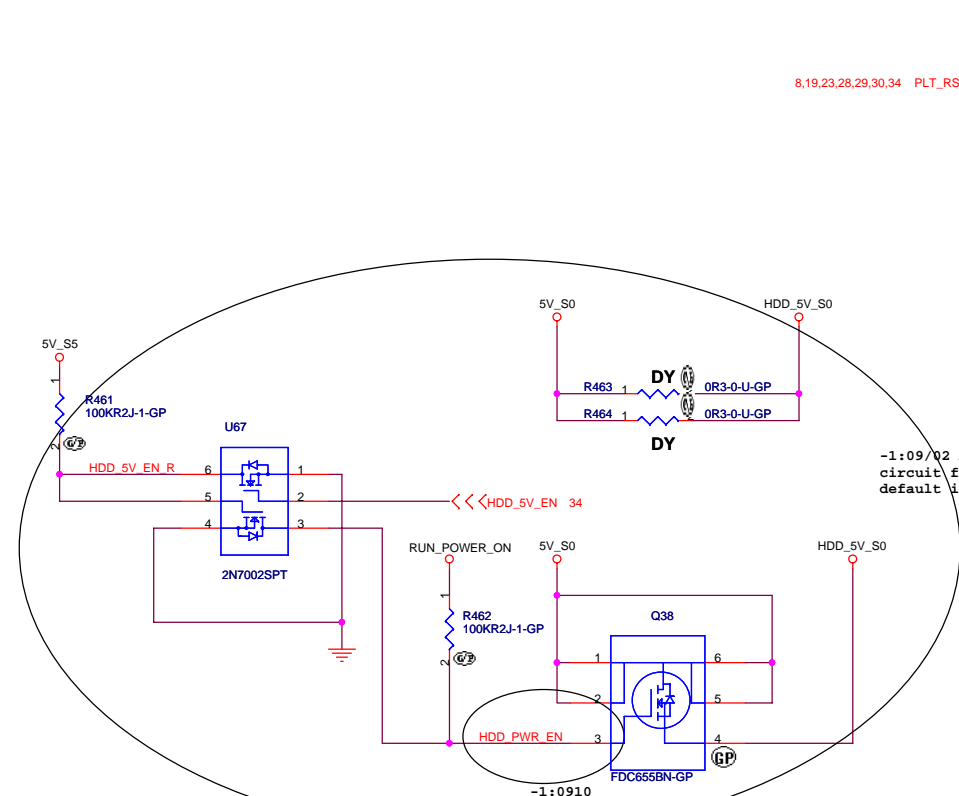 8,19,23,28,29,30,34 PLT_RS
5V_S0
HDD_5V_S0
5V_S5
1
R461
100KR2J-1-GP
2
G/P
R463 1 DY 0R3-0-U-GP
R464 1 DY 0R3-0-U-GP
U67
HDD_5V_EN_R 6 1
5 2 HDD_5V_EN 34
4 3
2N7002SPT
-1:09/02
circuit f
default i
RUN_POWER_ON
5V_S0
HDD_5V_S0
1
R462
100KR2J-1-GP
2
G/P
Q38
1 6
2 5
HDD_PWR_EN 3 4
GP
FDC655BN-GP
-1:0910